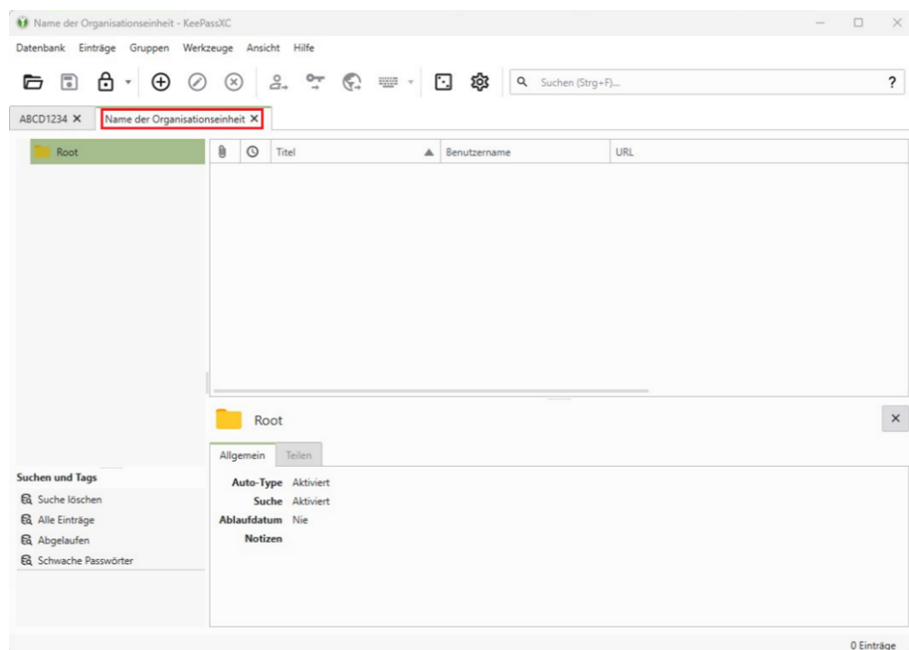 Name der Organisationseinheit - KeePassXC
Datenbank Einträge Gruppen Werkzeuge Ansicht Hilfe
Suchen (Strg+F)... ?
ABCD1234 Name der Organisationseinheit
Root
Titel Benutzername URL
Root
Allgemein Teilen
Auto-Type Aktiviert
Suche Aktiviert
Ablaufdatum Nie
Notizen
Suchen und Tags
Suche löschen
Alle Einträge
Abgelaufen
Schwache Passwörter
0 Einträge